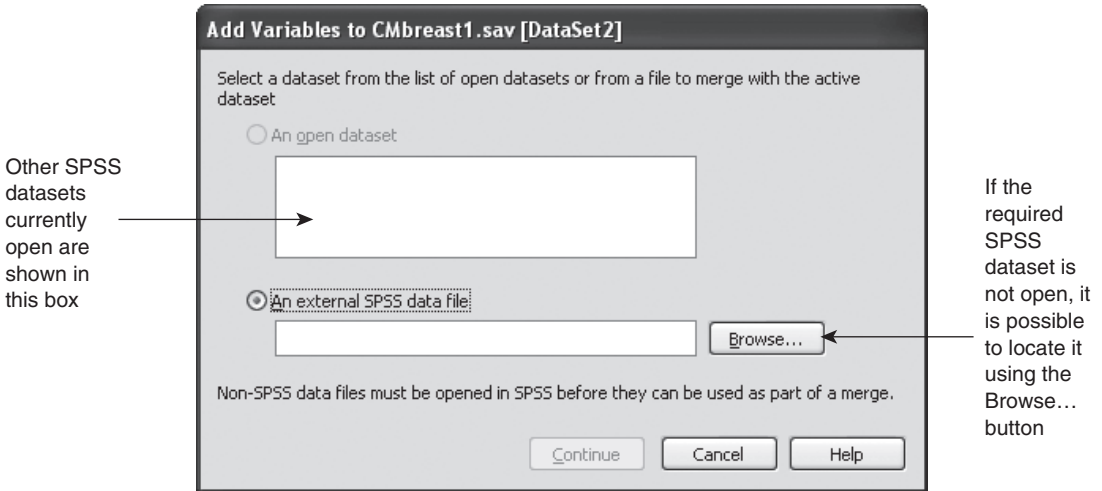 Add Variables to CMbreast1.sav [DataSet2]
Select a dataset from the list of open datasets or from a file to merge with the active
dataset
An open dataset
Other SPSS
datasets
currently
open are
shown in
this box
An external SPSS data file
Browse...
If the
required
SPSS
dataset is
not open, it
is possible
to locate it
using the
Browse…
button
Non-SPSS data files must be opened in SPSS before they can be used as part of a merge.
Continue
Cancel
Help